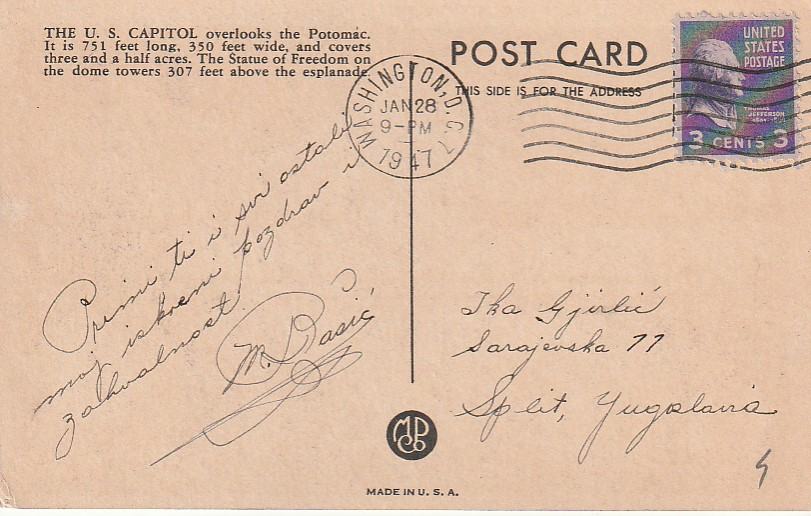 THE U. S. CAPITOL overlooks the Potomac.
It is 751 feet long, 350 feet wide, and covers
three and a half acres. The Statue of Freedom on
the dome towers 307 feet above the esplanade.
POST CARD
THIS SIDE IS FOR THE ADDRESS
WASHINGTON, D.C.
JAN 28
9-PM
1947
UNITED
STATES
POSTAGE
THOMAS
JEFFERSON
3 CENTS 3
Primi ti i svi ostali
moj iskreni pozdrav i
zahvalnost
M. Basić
Ika Gjirlić
Sarajevska 77
Split, Yugoslavia
MDCo
MADE IN U. S. A.